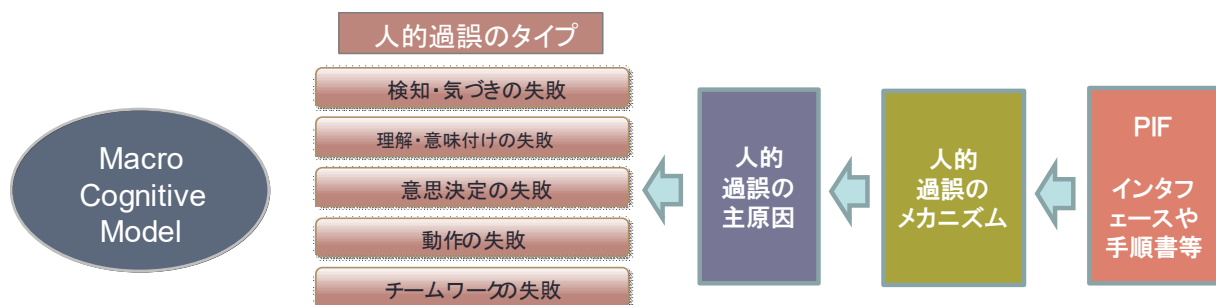 人的過誤のタイプ
検知・気づきの失敗
理解・意味付けの失敗
意思決定の失敗
動作の失敗
チームワークの失敗
Macro
Cognitive
Model
人的
過誤の
主原因
人的
過誤の
メカニズム
PIF
インタフ
ェースや
手順書等